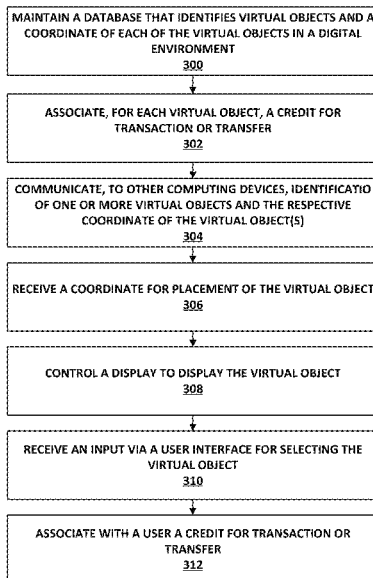 MAINTAIN A DATABASE THAT IDENTIFIES VIRTUAL OBJECTS AND A
COORDINATE OF EACH OF THE VIRTUAL OBJECTS IN A DIGITAL
ENVIRONMENT
300
ASSOCIATE, FOR EACH VIRTUAL OBJECT, A CREDIT FOR
TRANSACTION OR TRANSFER
302
COMMUNICATE, TO OTHER COMPUTING DEVICES, IDENTIFICATIO
OF ONE OR MORE VIRTUAL OBJECTS AND THE RESPECTIVE
COORDINATE OF THE VIRTUAL OBJECT(S)
304
RECEIVE A COORDINATE FOR PLACEMENT OF THE VIRTUAL OBJECT
306
CONTROL A DISPLAY TO DISPLAY THE VIRTUAL OBJECT
308
RECEIVE AN INPUT VIA A USER INTERFACE FOR SELECTING THE
VIRTUAL OBJECT
310
ASSOCIATE WITH A USER A CREDIT FOR TRANSACTION OR
TRANSFER
312